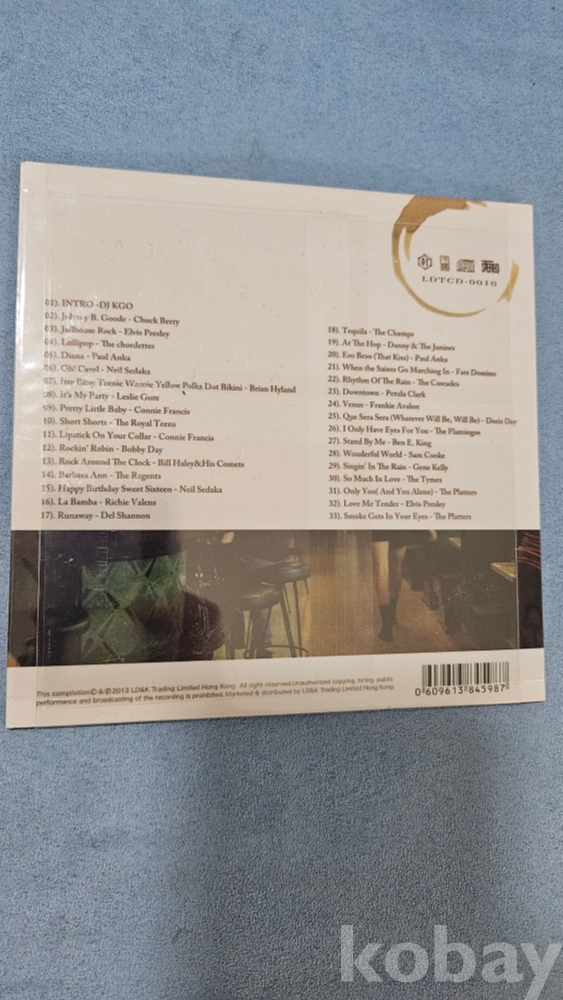 LDTCD-0010
01). INTRO -DJ KGO
02). Johnny B. Goode - Chuck Berry
03). Jailhouse Rock - Elvis Presley
04). Lollipop - The chordettes
05). Diana - Paul Anka
06). Oh! Carol - Neil Sedaka
07). Itsy Bitsy Teenie Weenie Yellow Polka Dot Bikini - Brian Hyland
08). It's My Party - Leslie Gore
09). Pretty Little Baby - Connie Francis
10). Short Shorts - The Royal Teens
11). Lipstick On Your Collar - Connie Francis
12). Rockin' Robin - Bobby Day
13). Rock Around The Clock - Bill Haley&His Comets
14). Barbara Ann - The Regents
15). Happy Birthday Sweet Sixteen - Neil Sedaka
16). La Bamba - Richie Valens
17). Runaway - Del Shannon
18). Tequila - The Champs
19). At The Hop - Danny & The Juniors
20). Eso Beso (That Kiss) - Paul Anka
21). When the Saints Go Marching In - Fats Domino
22). Rhythm Of The Rain - The Cascades
23). Downtown - Petula Clark
24). Venus - Frankie Avalon
25). Que Sera Sera (Whatever Will Be, Will Be) - Doris Day
26). I Only Have Eyes For You - The Flamingos
27). Stand By Me - Ben E. King
28). Wonderful World - Sam Cooke
29). Singin' In The Rain - Gene Kelly
30). So Much In Love - The Tymes
31). Only You( And You Alone) - The Platters
32). Love Me Tender - Elvis Presley
33). Smoke Gets In Your Eyes - The Platters
This compilation© & ℗2013 LD&K Trading Limited Hong Kong All right reserved.Unauthorized copying, hiring, public
performance and broadcasting of the recording is prohibited. Marketed & distributed by LD&K Trading Limited Hong Kong.
0 609613 845987
kobay